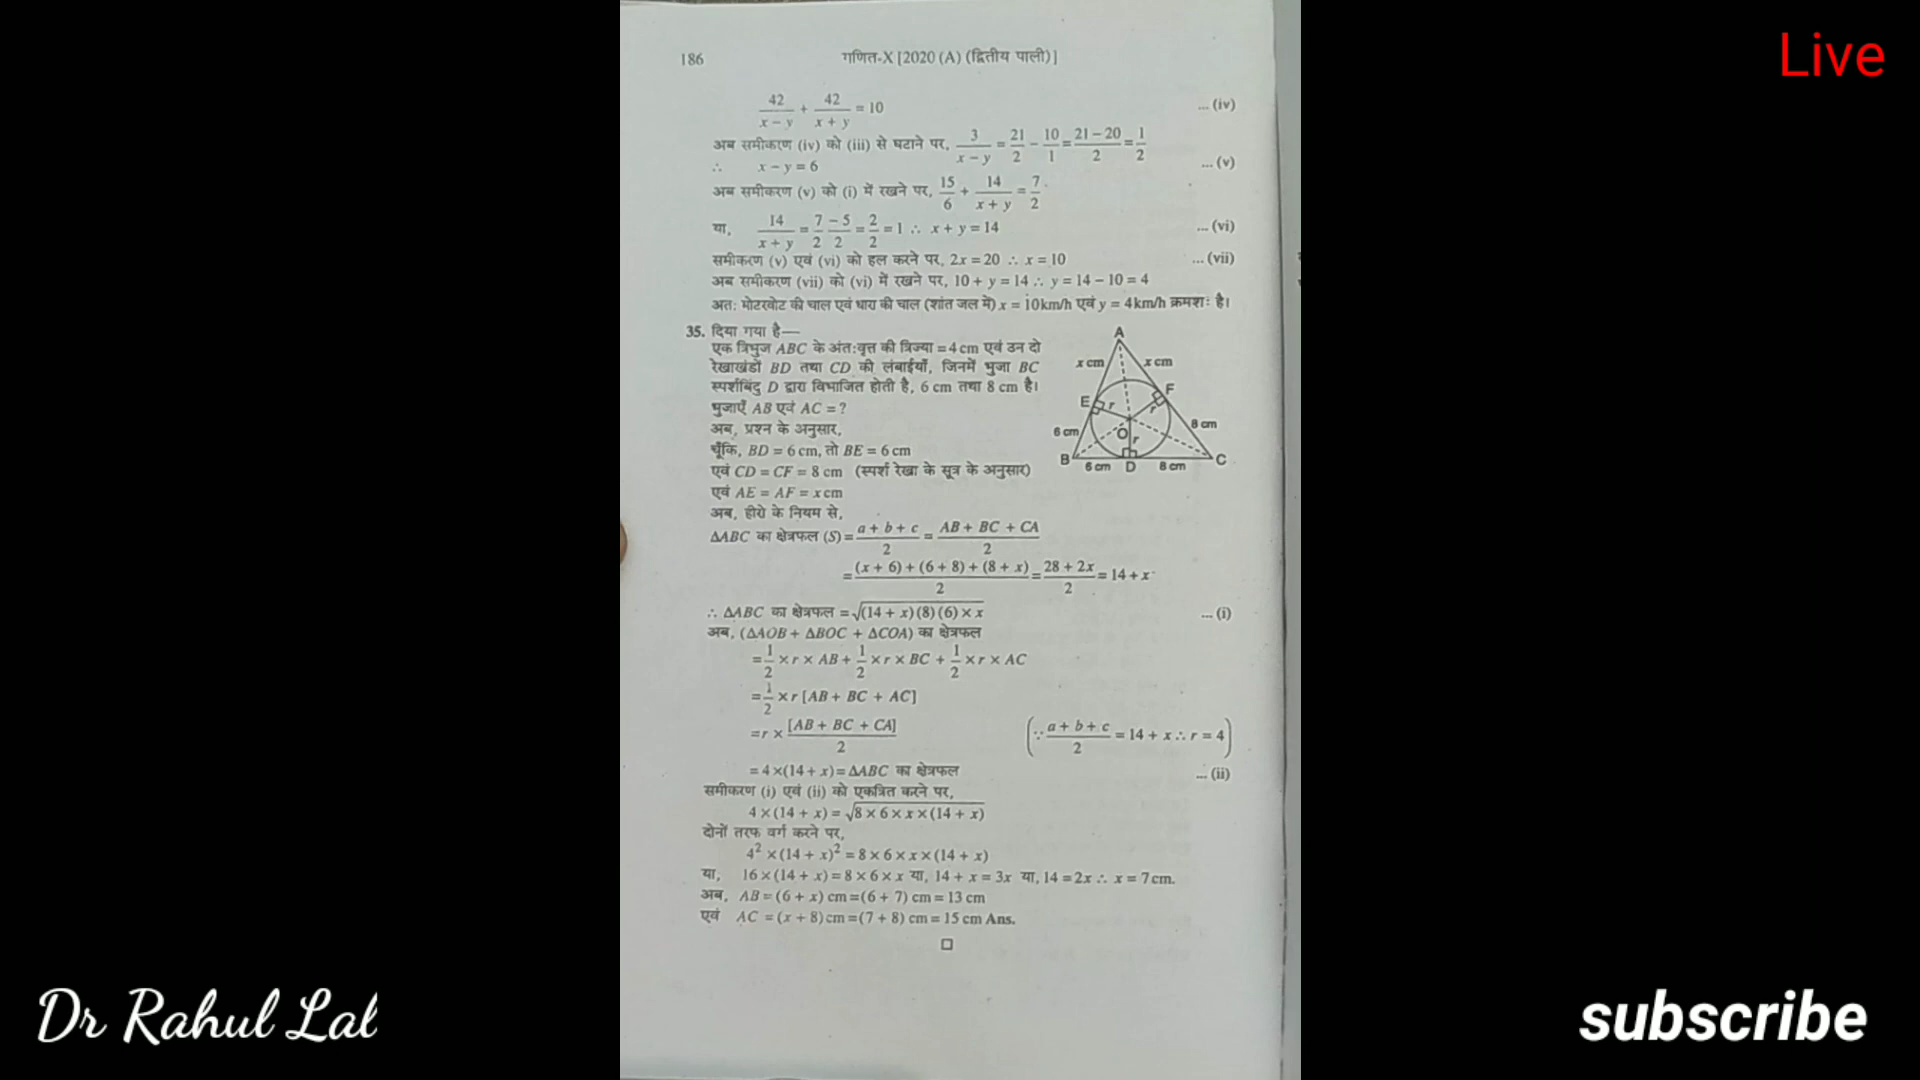 Live
186 गणित-X [2020 (A) (द्वितीय पाली)]
42/(x – y) + 42/(x + y) = 10 ... (iv)
अब समीकरण (iv) को (iii) से घटाने पर, 3/(x – y) = 21/2 – 10/1 = (21 – 20)/2 = 1/2
∴ x – y = 6 ... (v)
अब समीकरण (v) को (i) में रखने पर, 15/6 + 14/(x + y) = 7/2
या, 14/(x + y) = 7/2 – 5/2 = 2/2 = 1 ∴ x + y = 14 ... (vi)
समीकरण (v) एवं (vi) को हल करने पर, 2x = 20 ∴ x = 10 ... (vii)
अब समीकरण (vii) को (vi) में रखने पर, 10 + y = 14 ∴ y = 14 – 10 = 4
अतः मोटरबोट की चाल एवं धारा की चाल (शांत जल में) x = 10km/h एवं y = 4km/h क्रमशः है।
35. दिया गया है—
एक त्रिभुज ABC के अंत:वृत्त की त्रिज्या = 4 cm एवं उन दो
रेखाखंडों BD तथा CD की लंबाईयाँ, जिनमें भुजा BC
स्पर्शबिंदु D द्वारा विभाजित होती है, 6 cm तथा 8 cm है।
भुजाएँ AB एवं AC = ?
अब, प्रश्न के अनुसार,
चूँकि, BD = 6 cm, तो BE = 6 cm
एवं CD = CF = 8 cm (स्पर्श रेखा के सूत्र के अनुसार)
एवं AE = AF = x cm
A
x cm x cm
E r r F
6 cm O r 8 cm
B 6 cm D 8 cm C
अब, हीरो के नियम से,
ΔABC का क्षेत्रफल (S) = (a + b + c)/2 = (AB + BC + CA)/2
= ((x + 6) + (6 + 8) + (8 + x))/2 = (28 + 2x)/2 = 14 + x
∴ ΔABC का क्षेत्रफल = √(14 + x) (8) (6) × x ... (i)
अब, (ΔAOB + ΔBOC + ΔCOA) का क्षेत्रफल
= 1/2 × r × AB + 1/2 × r × BC + 1/2 × r × AC
= 1/2 × r [AB + BC + AC]
= r × [AB + BC + CA]/2 (∵ (a + b + c)/2 = 14 + x ∴ r = 4)
= 4 × (14 + x) = ΔABC का क्षेत्रफल ... (ii)
समीकरण (i) एवं (ii) को एकत्रित करने पर,
4 × (14 + x) = √8 × 6 × x × (14 + x)
दोनों तरफ वर्ग करने पर,
4² × (14 + x)² = 8 × 6 × x × (14 + x)
या, 16 × (14 + x) = 8 × 6 × x या, 14 + x = 3x या, 14 = 2x ∴ x = 7 cm.
अब, AB = (6 + x) cm = (6 + 7) cm = 13 cm
एवं AC = (x + 8) cm = (7 + 8) cm = 15 cm Ans.
Dr Rahul Lal
subscribe